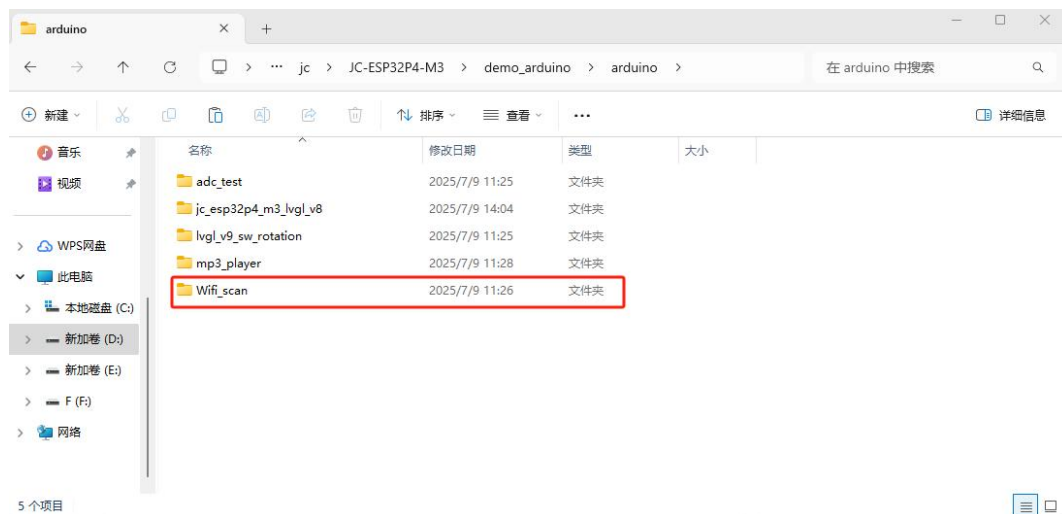 arduino
… jc > JC-ESP32P4-M3 > demo_arduino > arduino >
在 arduino 中搜索
新建
排序
查看
...
详细信息
音乐
视频
WPS网盘
此电脑
本地磁盘 (C:)
新加卷 (D:)
新加卷 (E:)
F (F:)
网络
名称 修改日期 类型 大小
adc_test 2025/7/9 11:25 文件夹
jc_esp32p4_m3_lvgl_v8 2025/7/9 14:04 文件夹
lvgl_v9_sw_rotation 2025/7/9 11:25 文件夹
mp3_player 2025/7/9 11:28 文件夹
Wifi_scan 2025/7/9 11:26 文件夹
5 个项目